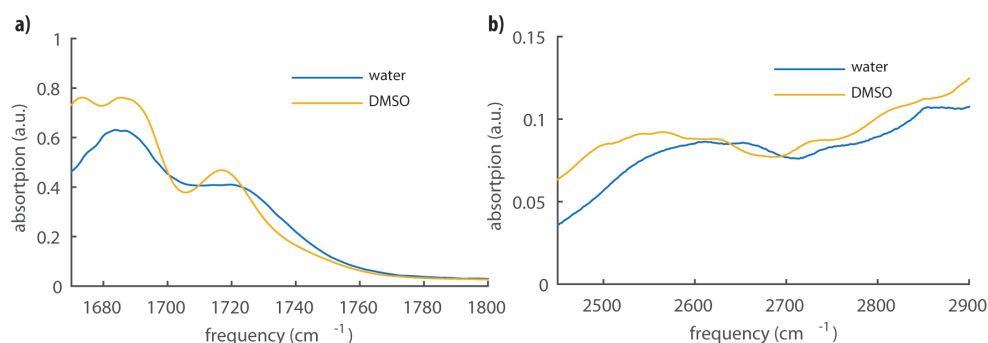 a)
absortpion (a.u.)
1
0.8
0.6
0.4
0.2
0
water
DMSO
1680 1700 1720 1740 1760 1780 1800
frequency (cm -1)
b)
absortpion (a.u.)
0.15
0.1
0.05
0
water
DMSO
2500 2600 2700 2800 2900
frequency (cm -1)